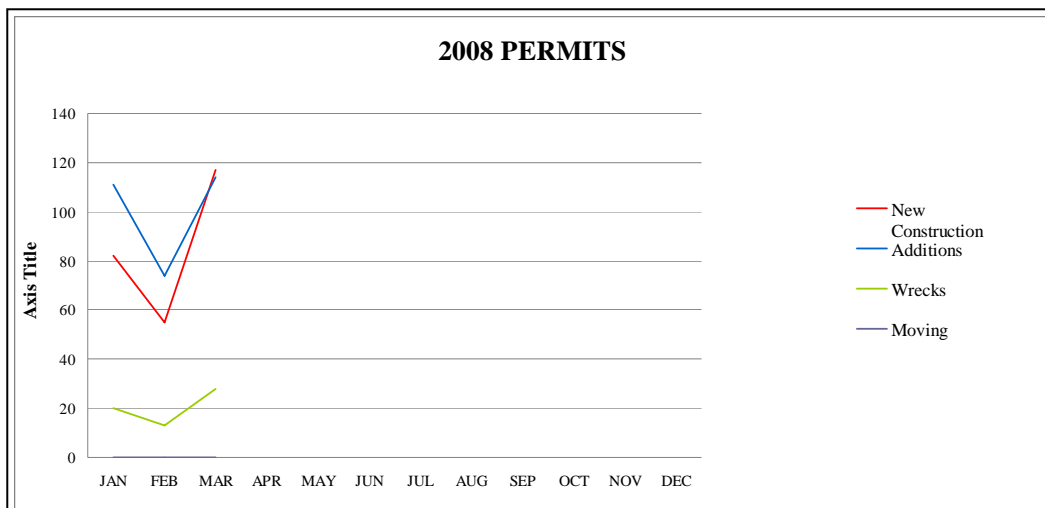 2008 PERMITS
140
120
100
80
60
40
20
0
Axis Title
JAN FEB MAR APR MAY JUN JUL AUG SEP OCT NOV DEC
New
Construction
Additions
Wrecks
Moving